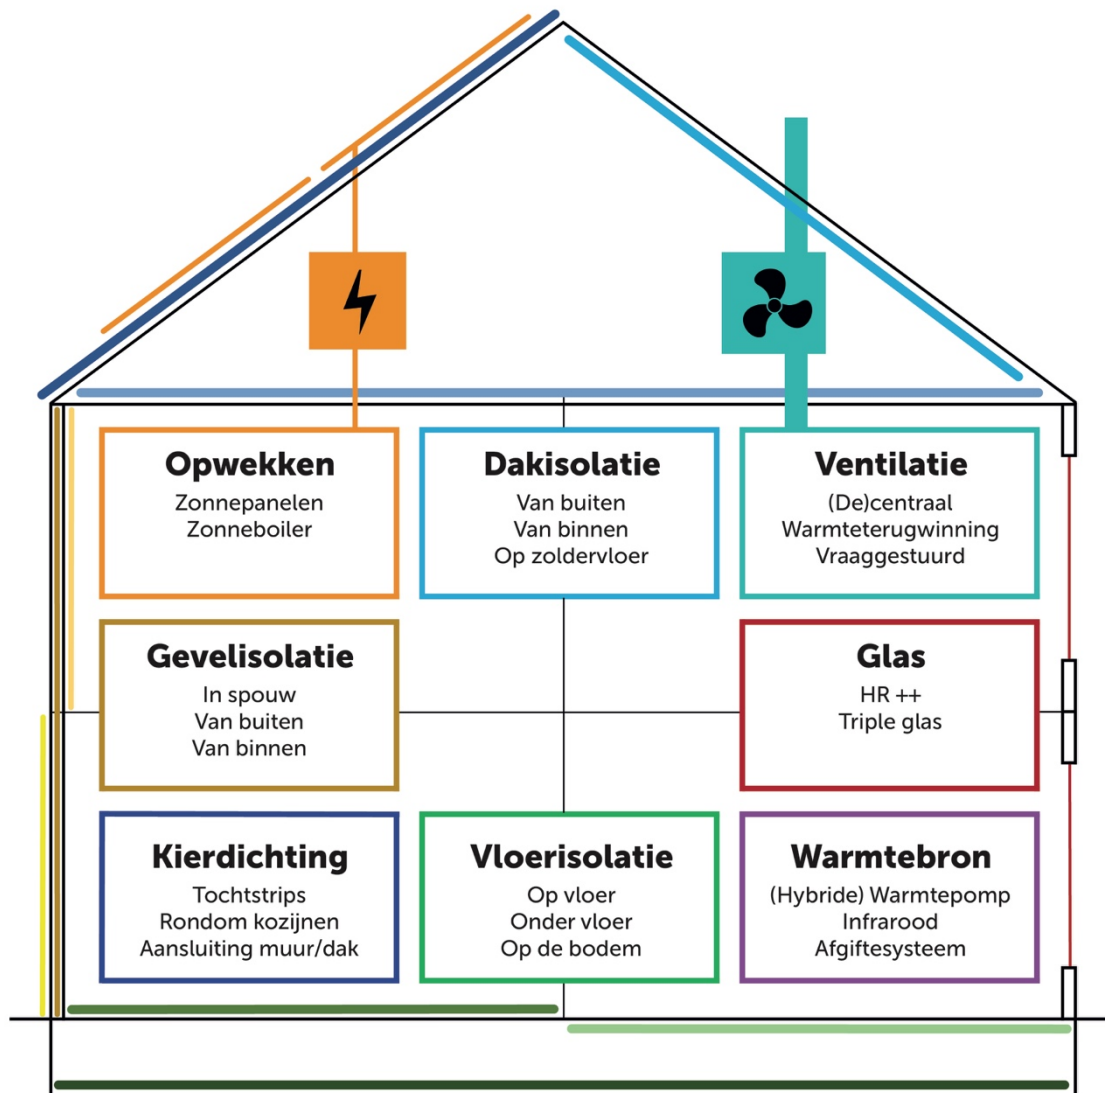 Opwekken
Zonnepanelen
Zonneboiler
Dakisolatie
Van buiten
Van binnen
Op zoldervloer
Ventilatie
(De)centraal
Warmteterugwinning
Vraaggestuurd
Gevelisolatie
In spouw
Van buiten
Van binnen
Glas
HR ++
Triple glas
Kierdichting
Tochtstrips
Rondom kozijnen
Aansluiting muur/dak
Vloerisolatie
Op vloer
Onder vloer
Op de bodem
Warmtebron
(Hybride) Warmtepomp
Infrarood
Afgiftesysteem